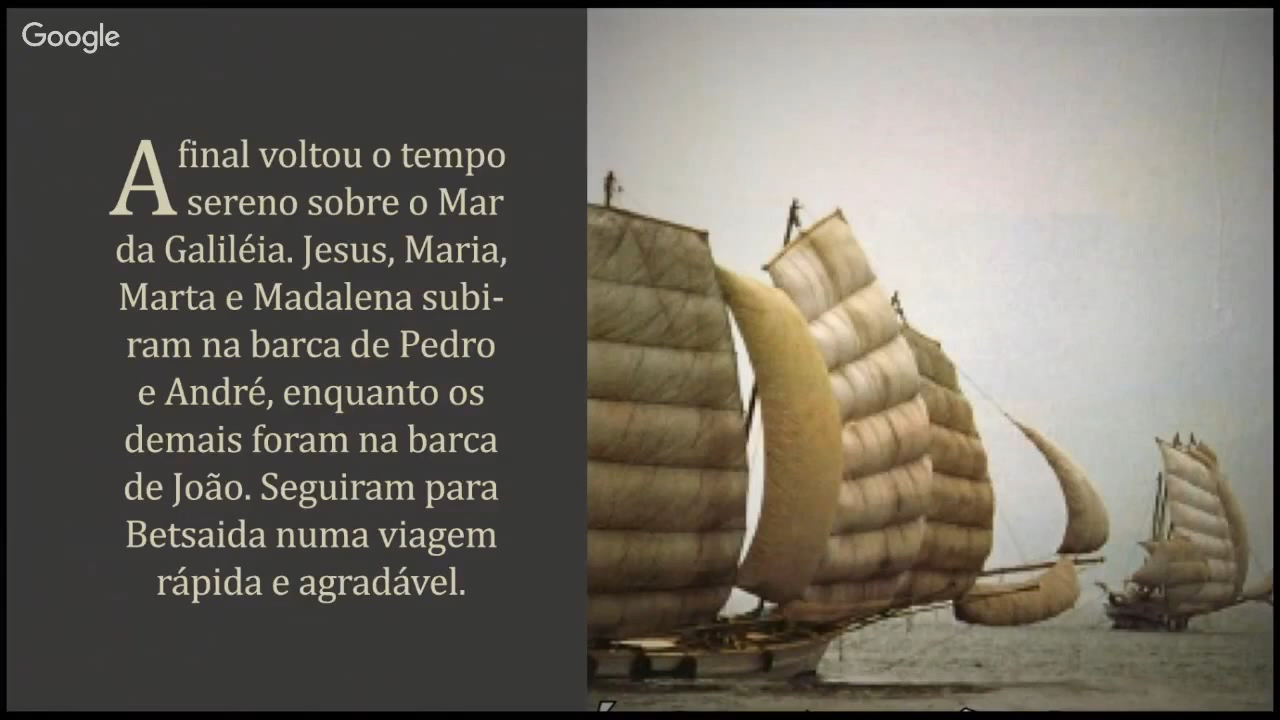 Google
Afinal voltou o tempo
sereno sobre o Mar
da Galiléia. Jesus, Maria,
Marta e Madalena subi-
ram na barca de Pedro
e André, enquanto os
demais foram na barca
de João. Seguiram para
Betsaida numa viagem
rápida e agradável.